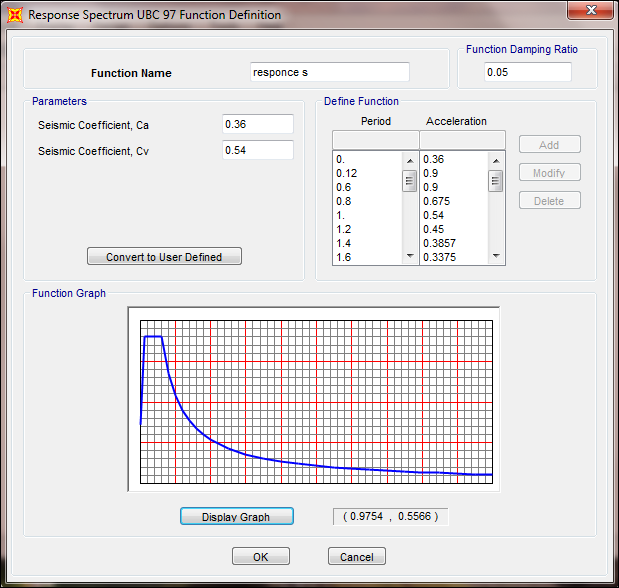 Response Spectrum UBC 97 Function Definition
Function Name
responce s
Function Damping Ratio
0.05
Parameters
Seismic Coefficient, Ca
0.36
Seismic Coefficient, Cv
0.54
Convert to User Defined
Define Function
Period Acceleration
0. 0.36
0.12 0.9
0.6 0.9
0.8 0.675
1. 0.54
1.2 0.45
1.4 0.3857
1.6 0.3375
Add
Modify
Delete
Function Graph
Display Graph
( 0.9754 , 0.5566 )
OK
Cancel